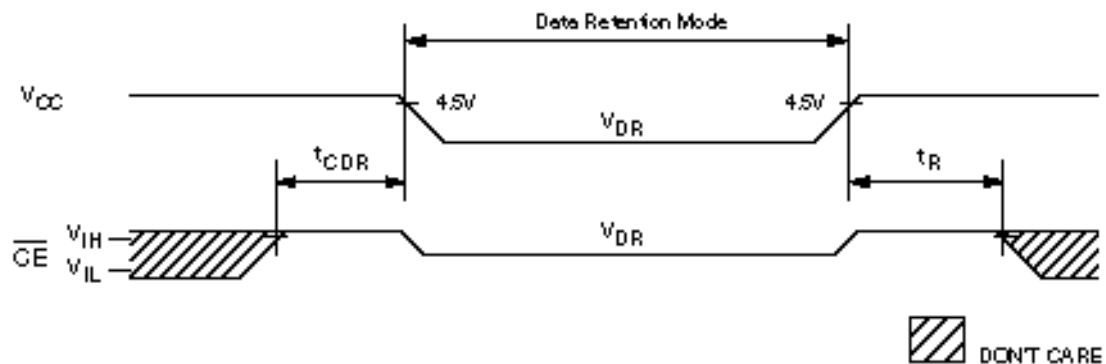 Data Retention Mode
VCC
4.5V
VDR
4.5V
tCDR
tR
CE
VIH
VIL
VDR
DON'T CARE